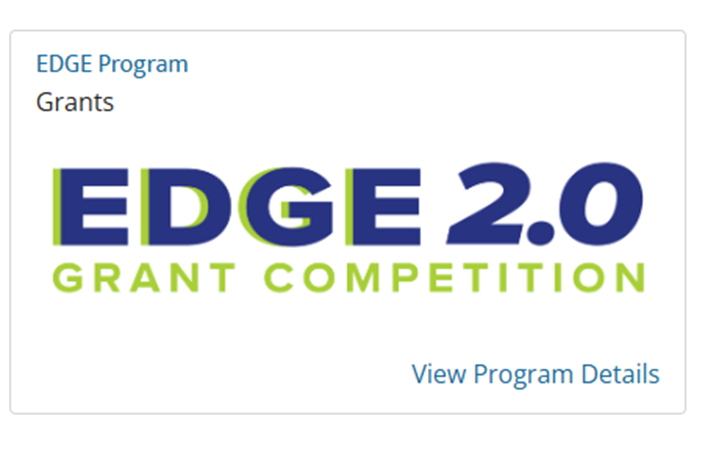 EDGE Program
Grants
EDGE 2.0
GRANT COMPETITION
View Program Details